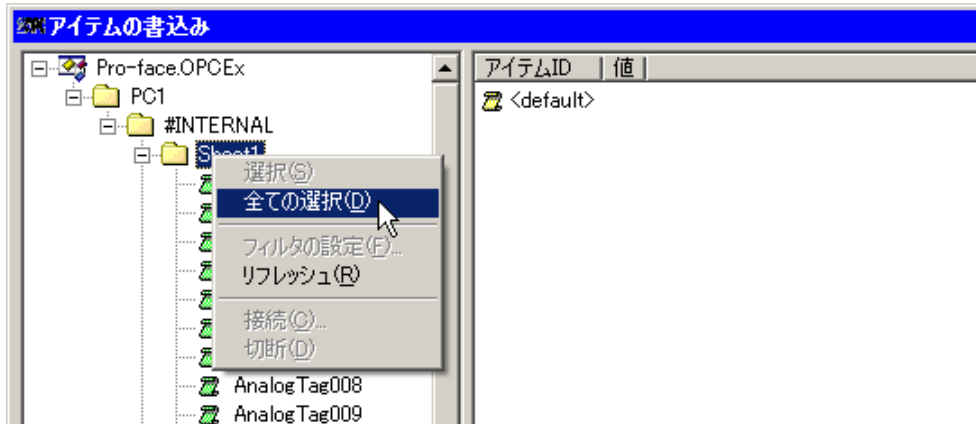 アイテムの書込み
Pro-face.OPCEx
PC1
#INTERNAL
選択(S)
全ての選択(D)
フィルタの設定(F)...
リフレッシュ(R)
接続(C)...
切断(D)
AnalogTag008
AnalogTag009
アイテムID 値
<default>